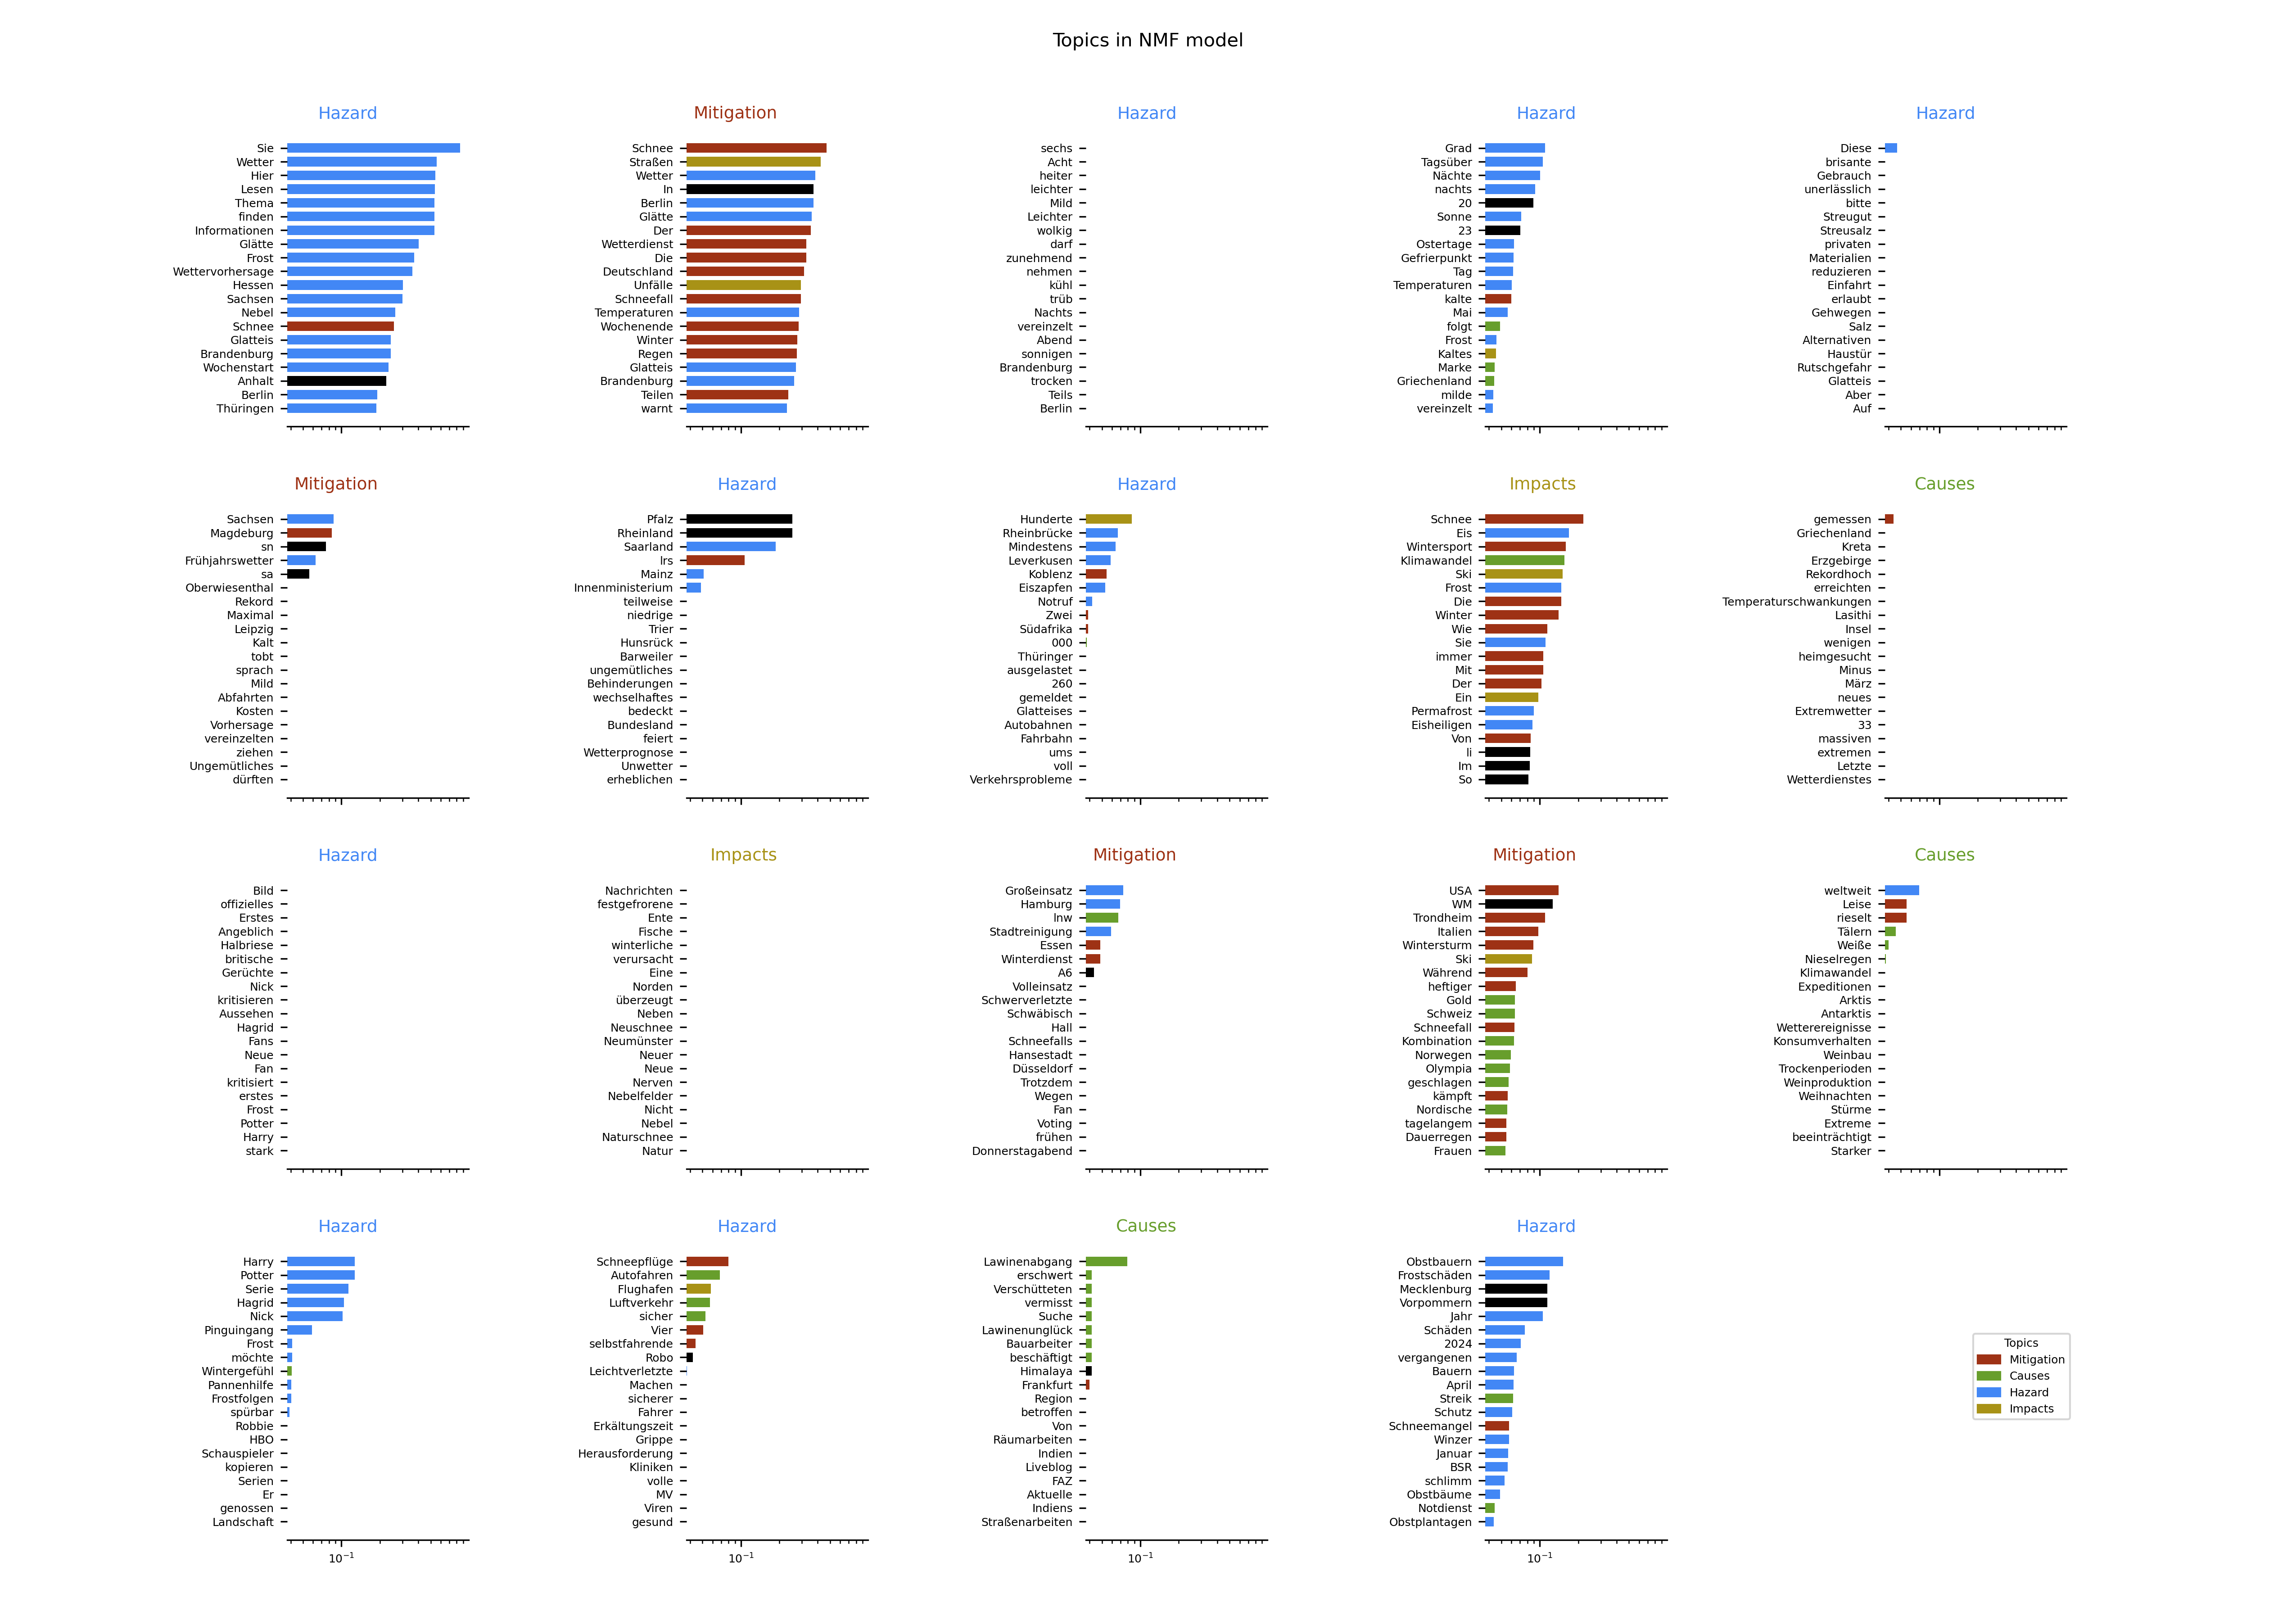 Topics in NMF model
Hazard
Sie
Wetter
Hier
Lesen
Thema
finden
Informationen
Glätte
Frost
Wettervorhersage
Hessen
Sachsen
Nebel
Schnee
Glatteis
Brandenburg
Wochenstart
Anhalt
Berlin
Thüringen
Mitigation
Schnee
Straßen
Wetter
In
Berlin
Glätte
Der
Wetterdienst
Die
Deutschland
Unfälle
Schneefall
Temperaturen
Wochenende
Winter
Regen
Glatteis
Brandenburg
Teilen
warnt
Hazard
sechs
Acht
heiter
leichter
Mild
Leichter
wolkig
darf
zunehmend
nehmen
kühl
trüb
Nachts
vereinzelt
Abend
sonnigen
Brandenburg
trocken
Teils
Berlin
Hazard
Grad
Tagsüber
Nächte
nachts
20
Sonne
23
Ostertage
Gefrierpunkt
Tag
Temperaturen
kalte
Mai
folgt
Frost
Kaltes
Marke
Griechenland
milde
vereinzelt
Hazard
Diese
brisante
Gebrauch
unerlässlich
bitte
Streugut
Streusalz
privaten
Materialien
reduzieren
Einfahrt
erlaubt
Gehwegen
Salz
Alternativen
Haustür
Rutschgefahr
Glatteis
Aber
Auf
Mitigation
Sachsen
Magdeburg
sn
Frühjahrswetter
sa
Oberwiesenthal
Rekord
Maximal
Leipzig
Kalt
tobt
sprach
Mild
Abfahrten
Kosten
Vorhersage
vereinzelten
ziehen
Ungemütliches
dürften
Hazard
Pfalz
Rheinland
Saarland
lrs
Mainz
Innenministerium
teilweise
niedrige
Trier
Hunsrück
Barweiler
ungemütliches
Behinderungen
wechselhaftes
bedeckt
Bundesland
feiert
Wetterprognose
Unwetter
erheblichen
Hazard
Hunderte
Rheinbrücke
Mindestens
Leverkusen
Koblenz
Eiszapfen
Notruf
Zwei
Südafrika
000
Thüringer
ausgelastet
260
gemeldet
Glatteises
Autobahnen
Fahrbahn
ums
voll
Verkehrsprobleme
Impacts
Schnee
Eis
Wintersport
Klimawandel
Ski
Frost
Die
Winter
Wie
Sie
immer
Mit
Der
Ein
Permafrost
Eisheiligen
Von
li
Im
So
Causes
gemessen
Griechenland
Kreta
Erzgebirge
Rekordhoch
erreichten
Temperaturschwankungen
Lasithi
Insel
wenigen
heimgesucht
Minus
März
neues
Extremwetter
33
massiven
extremen
Letzte
Wetterdienstes
Hazard
Bild
offizielles
Erstes
Angeblich
Halbriese
britische
Gerüchte
Nick
kritisieren
Aussehen
Hagrid
Fans
Neue
Fan
kritisiert
erstes
Frost
Potter
Harry
stark
Impacts
Nachrichten
festgefrorene
Ente
Fische
winterliche
verursacht
Eine
Norden
überzeugt
Neben
Neuschnee
Neumünster
Neuer
Neue
Nerven
Nebelfelder
Nicht
Nebel
Naturschnee
Natur
Mitigation
Großeinsatz
Hamburg
lnw
Stadtreinigung
Essen
Winterdienst
A6
Volleinsatz
Schwerverletzte
Schwäbisch
Hall
Schneefalls
Hansestadt
Düsseldorf
Trotzdem
Wegen
Fan
Voting
frühen
Donnerstagabend
Mitigation
USA
WM
Trondheim
Italien
Wintersturm
Ski
Während
heftiger
Gold
Schweiz
Schneefall
Kombination
Norwegen
Olympia
geschlagen
kämpft
Nordische
tagelangem
Dauerregen
Frauen
Causes
weltweit
Leise
rieselt
Tälern
Weiße
Nieselregen
Klimawandel
Expeditionen
Arktis
Antarktis
Wetterereignisse
Konsumverhalten
Weinbau
Trockenperioden
Weinproduktion
Weihnachten
Stürme
Extreme
beeinträchtigt
Starker
Hazard
Harry
Potter
Serie
Hagrid
Nick
Pinguingang
Frost
möchte
Wintergefühl
Pannenhilfe
Frostfolgen
spürbar
Robbie
HBO
Schauspieler
kopieren
Serien
Er
genossen
Landschaft
10⁻¹
Hazard
Schneepflüge
Autofahren
Flughafen
Luftverkehr
sicher
Vier
selbstfahrende
Robo
Leichtverletzte
Machen
sicherer
Fahrer
Erkältungszeit
Grippe
Herausforderung
Kliniken
volle
MV
Viren
gesund
10⁻¹
Causes
Lawinenabgang
erschwert
Verschütteten
vermisst
Suche
Lawinenunglück
Bauarbeiter
beschäftigt
Himalaya
Frankfurt
Region
betroffen
Von
Räumarbeiten
Indien
Liveblog
FAZ
Aktuelle
Indiens
Straßenarbeiten
10⁻¹
Hazard
Obstbauern
Frostschäden
Mecklenburg
Vorpommern
Jahr
Schäden
2024
vergangenen
Bauern
April
Streik
Schutz
Schneemangel
Winzer
Januar
BSR
schlimm
Obstbäume
Notdienst
Obstplantagen
10⁻¹
Topics
Mitigation
Causes
Hazard
Impacts